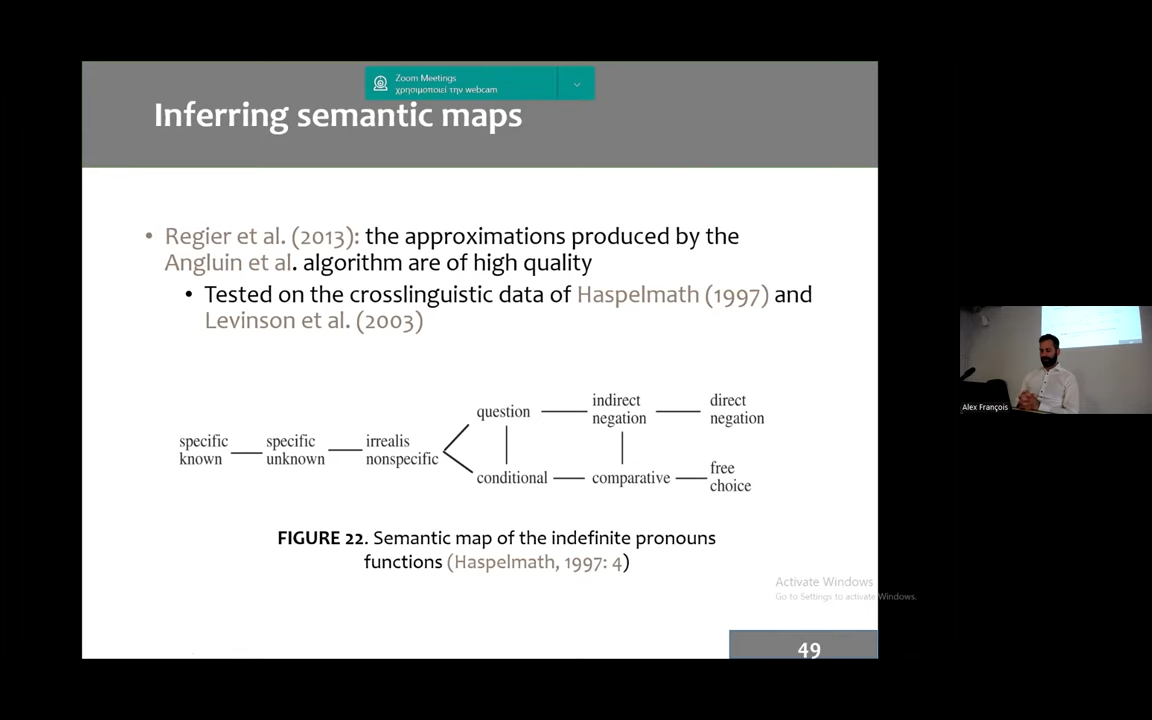 Zoom Meetings
χρησιμοποιεί την webcam
Inferring semantic maps
• Regier et al. (2013): the approximations produced by the
Angluin et al. algorithm are of high quality
• Tested on the crosslinguistic data of Haspelmath (1997) and
Levinson et al. (2003)
specific
known
specific
unknown
irrealis
nonspecific
question
indirect
negation
direct
negation
conditional
comparative
free
choice
FIGURE 22. Semantic map of the indefinite pronouns
functions (Haspelmath, 1997: 4)
Activate Windows
Go to Settings to activate Windows.
49
Alex François